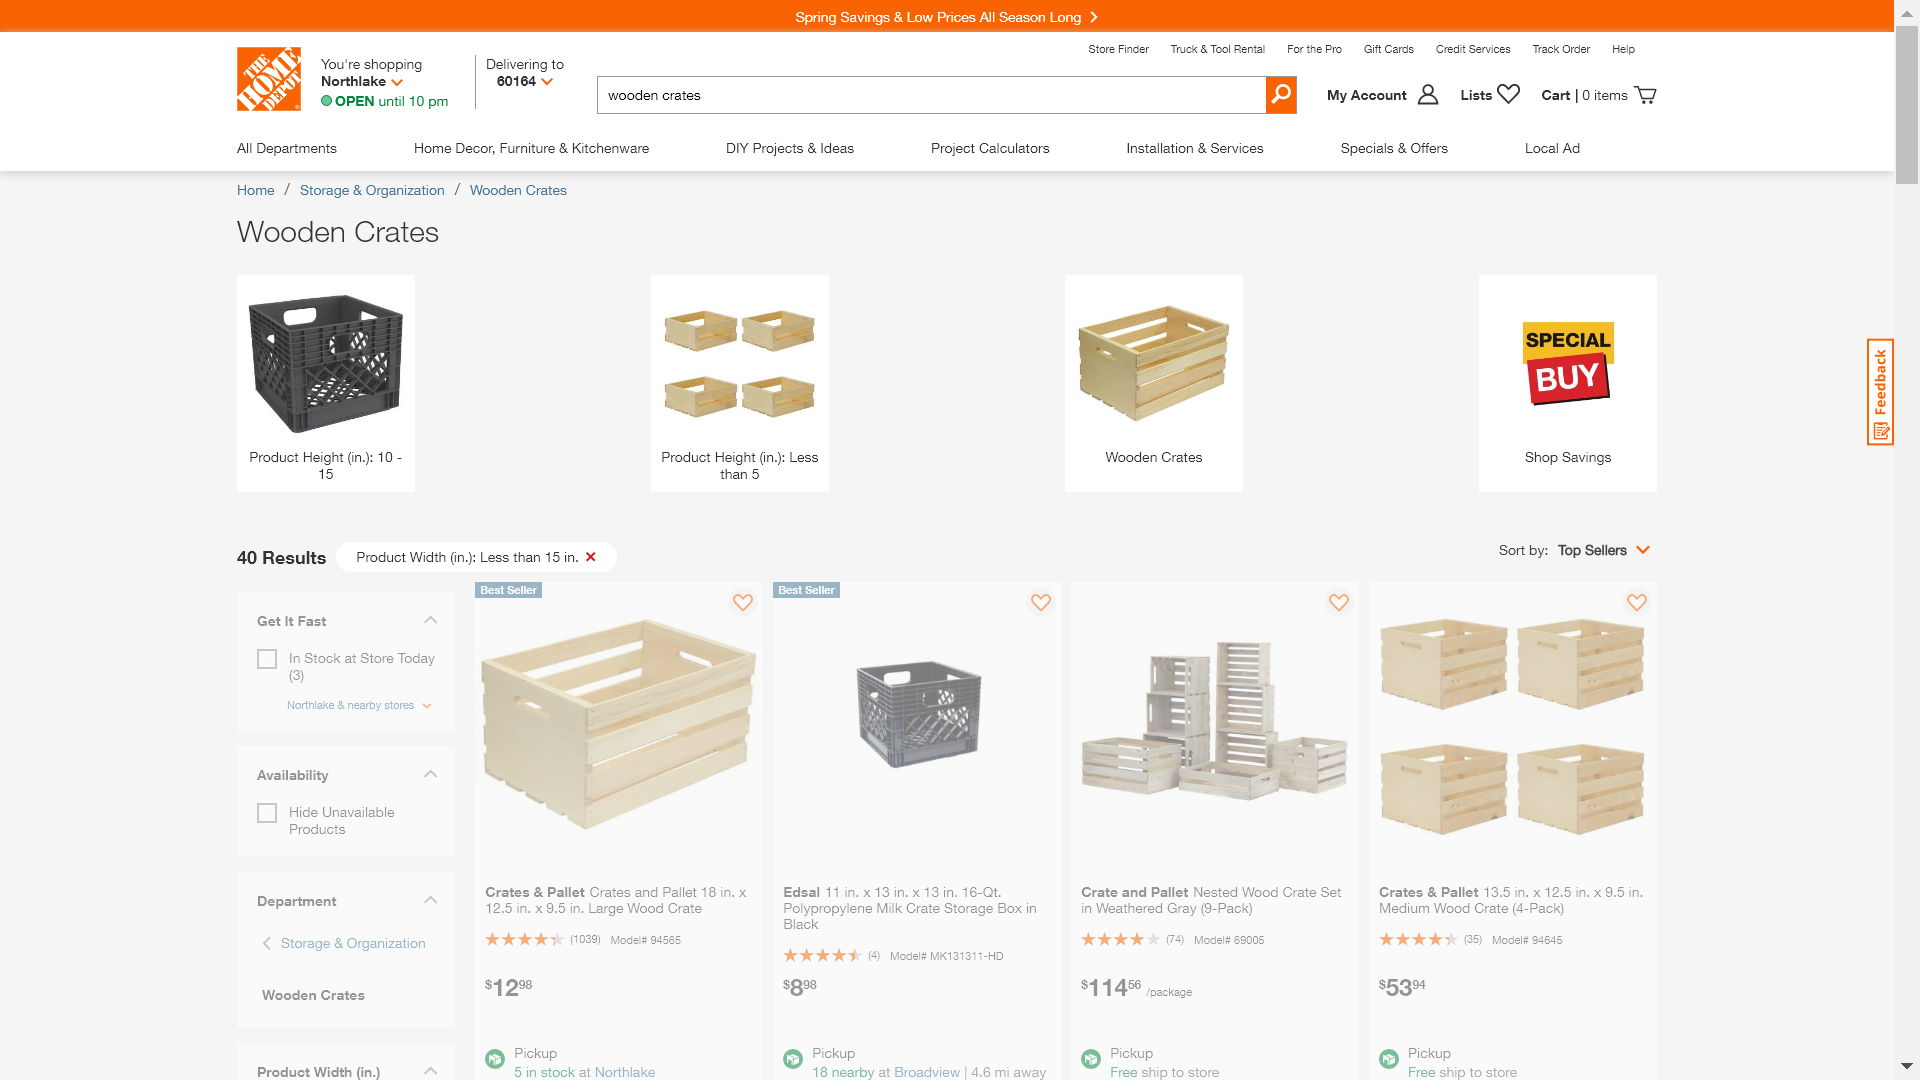 Spring Savings & Low Prices All Season Long
Store Finder
Truck & Tool Rental
For the Pro
Gift Cards
Credit Services
Track Order
Help
THE HOME DEPOT
You're shopping
Northlake
OPEN until 10 pm
Delivering to
60164
wooden crates
My Account
Lists
Cart | 0 items
All Departments
Home Decor, Furniture & Kitchenware
DIY Projects & Ideas
Project Calculators
Installation & Services
Specials & Offers
Local Ad
Home / Storage & Organization / Wooden Crates
Wooden Crates
Product Height (in.): 10 -
15
Product Height (in.): Less
than 5
Wooden Crates
SPECIAL
BUY
Shop Savings
Feedback
40 Results
Product Width (in.): Less than 15 in.
Sort by: Top Sellers
Get It Fast
In Stock at Store Today
(3)
Northlake & nearby stores
Availability
Hide Unavailable
Products
Department
Storage & Organization
Wooden Crates
Product Width (in.)
Best Seller
Crates & Pallet Crates and Pallet 18 in. x
12.5 in. x 9.5 in. Large Wood Crate
(1039) Model# 94565
$12 98
Pickup
5 in stock at Northlake
Best Seller
Edsal 11 in. x 13 in. x 13 in. 16-Qt.
Polypropylene Milk Crate Storage Box in
Black
(4) Model# MK131311-HD
$8 98
Pickup
18 nearby at Broadview | 4.6 mi away
Crate and Pallet Nested Wood Crate Set
in Weathered Gray (9-Pack)
(74) Model# 69005
$114 56 /package
Pickup
Free ship to store
Crates & Pallet 13.5 in. x 12.5 in. x 9.5 in.
Medium Wood Crate (4-Pack)
(35) Model# 94645
$53 94
Pickup
Free ship to store